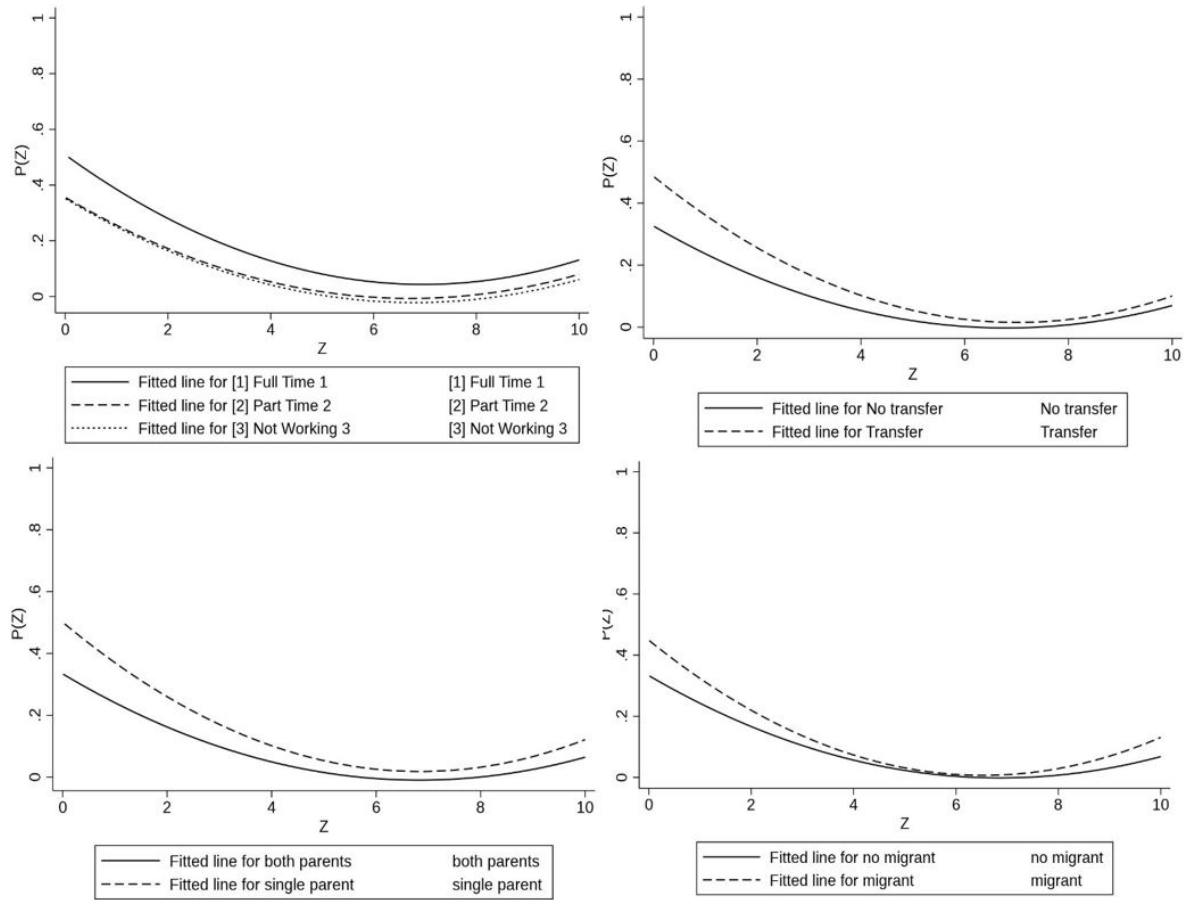 1
.8
.6
.4
.2
0
P(Z)
0 2 4 6 8 10
Z
Fitted line for [1] Full Time 1 [1] Full Time 1
Fitted line for [2] Part Time 2 [2] Part Time 2
Fitted line for [3] Not Working 3 [3] Not Working 3
1
.8
.6
.4
.2
0
P(Z)
0 2 4 6 8 10
Z
Fitted line for No transfer No transfer
Fitted line for Transfer Transfer
1
.8
.6
.4
.2
0
P(Z)
0 2 4 6 8 10
Z
Fitted line for both parents both parents
Fitted line for single parent single parent
1
.8
.6
.4
.2
0
P(Z)
0 2 4 6 8 10
Z
Fitted line for no migrant no migrant
Fitted line for migrant migrant